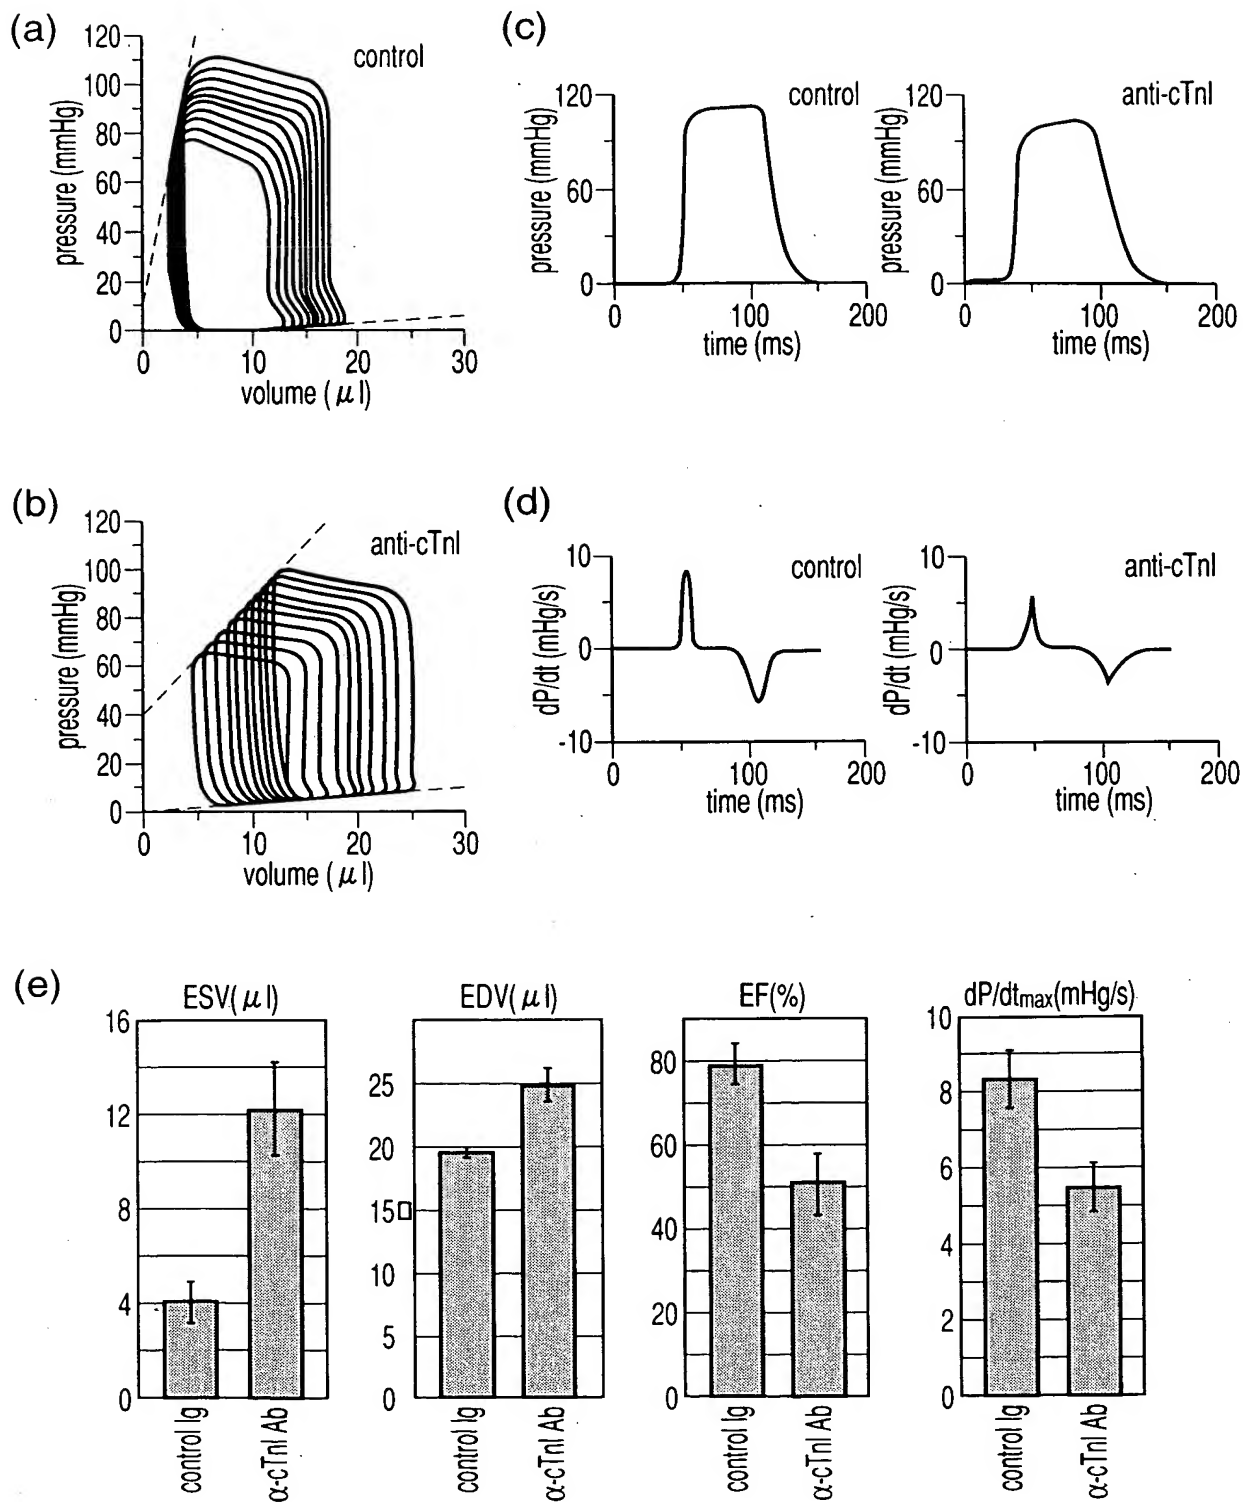 (a)
control
pressure (mmHg)
120
100
80
60
40
20
0
0 10 20 30
volume (μl)
(b)
anti-cTnI
pressure (mmHg)
120
100
80
60
40
20
0
0 10 20 30
volume (μl)
(c)
control
pressure (mmHg)
120
60
0
0 100 200
time (ms)
anti-cTnI
pressure (mmHg)
120
60
0
0 100 200
time (ms)
(d)
control
dP/dt (mHg/s)
10
0
-10
0 100 200
time (ms)
anti-cTnI
dP/dt (mHg/s)
10
0
-10
0 100 200
time (ms)
(e)
ESV(μl)
16
12
8
4
0
control Ig
α-cTnI Ab
EDV(μl)
25
20
15
10
5
0
control Ig
α-cTnI Ab
EF(%)
80
60
40
20
0
control Ig
α-cTnI Ab
dP/dtmax(mHg/s)
10
8
6
4
2
0
control Ig
α-cTnI Ab